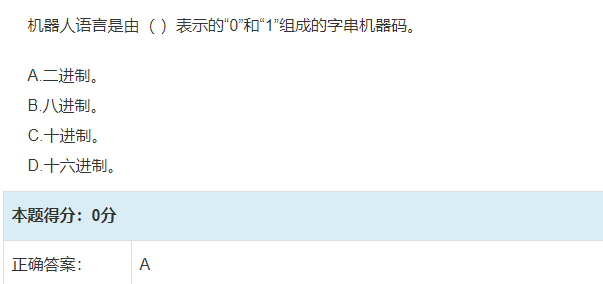 机器人语言是由（ ）表示的“0”和“1”组成的字串机器码。
A.二进制。
B.八进制。
C.十进制。
D.十六进制。
本题得分：0分
正确答案： A